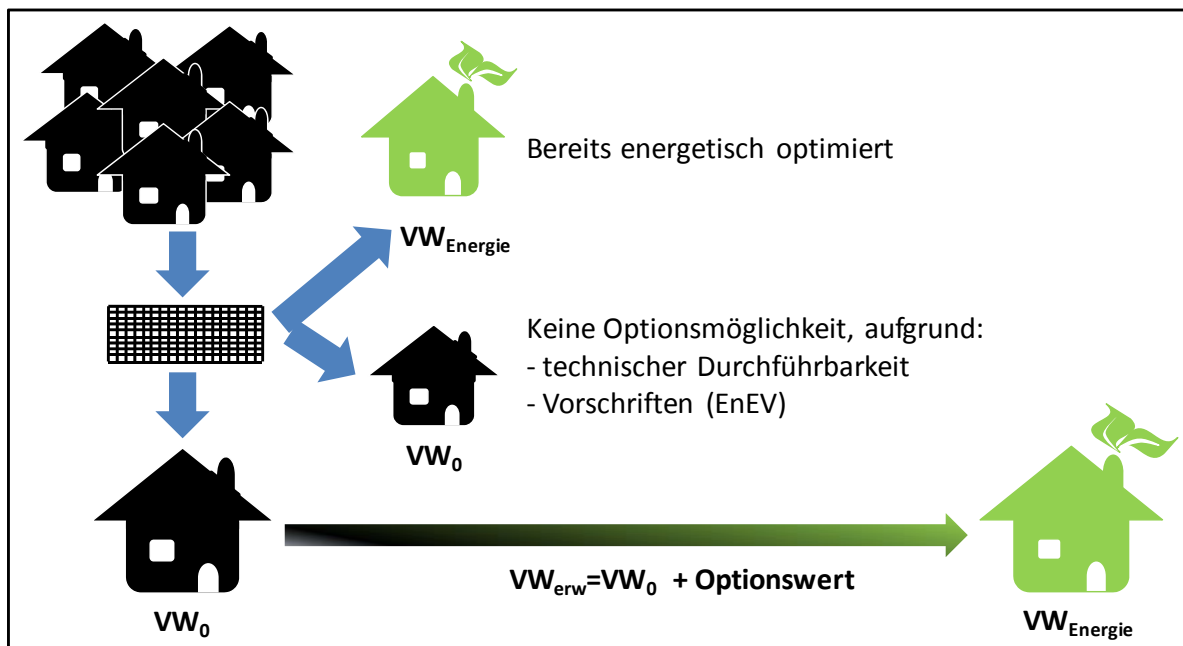 Bereits energetisch optimiert
VW_Energie
Keine Optionsmöglichkeit, aufgrund:
- technischer Durchführbarkeit
- Vorschriften (EnEV)
VW_0
VW_erw=VW_0 + Optionswert
VW_0
VW_Energie